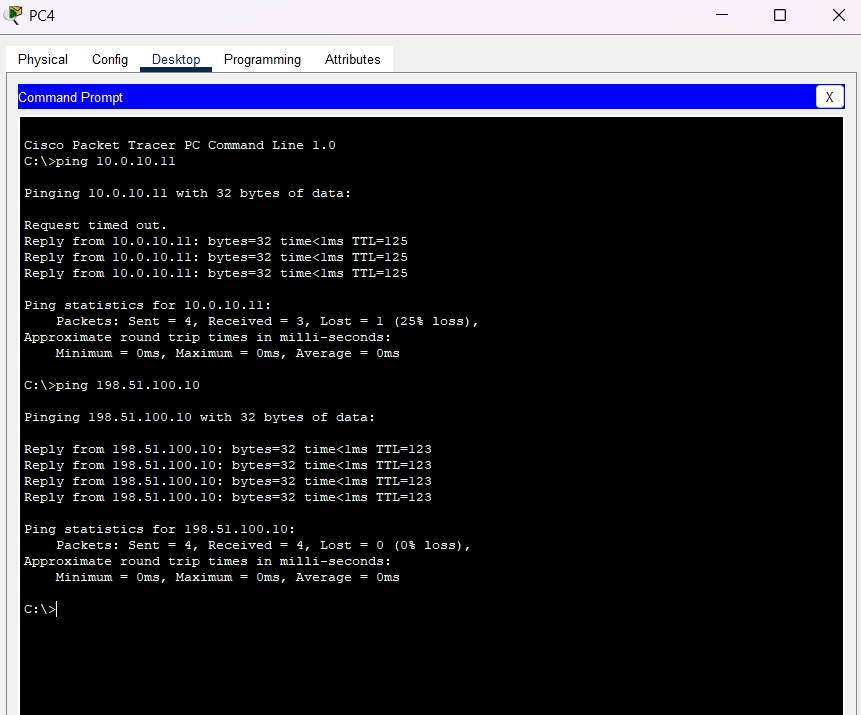 PC4
Physical Config Desktop Programming Attributes
Command Prompt
X
Cisco Packet Tracer PC Command Line 1.0
C:\>ping 10.0.10.11
Pinging 10.0.10.11 with 32 bytes of data:
Request timed out.
Reply from 10.0.10.11: bytes=32 time<1ms TTL=125
Reply from 10.0.10.11: bytes=32 time<1ms TTL=125
Reply from 10.0.10.11: bytes=32 time<1ms TTL=125
Ping statistics for 10.0.10.11:
    Packets: Sent = 4, Received = 3, Lost = 1 (25% loss),
Approximate round trip times in milli-seconds:
    Minimum = 0ms, Maximum = 0ms, Average = 0ms
C:\>ping 198.51.100.10
Pinging 198.51.100.10 with 32 bytes of data:
Reply from 198.51.100.10: bytes=32 time<1ms TTL=123
Reply from 198.51.100.10: bytes=32 time<1ms TTL=123
Reply from 198.51.100.10: bytes=32 time<1ms TTL=123
Reply from 198.51.100.10: bytes=32 time<1ms TTL=123
Ping statistics for 198.51.100.10:
    Packets: Sent = 4, Received = 4, Lost = 0 (0% loss),
Approximate round trip times in milli-seconds:
    Minimum = 0ms, Maximum = 0ms, Average = 0ms
C:\>